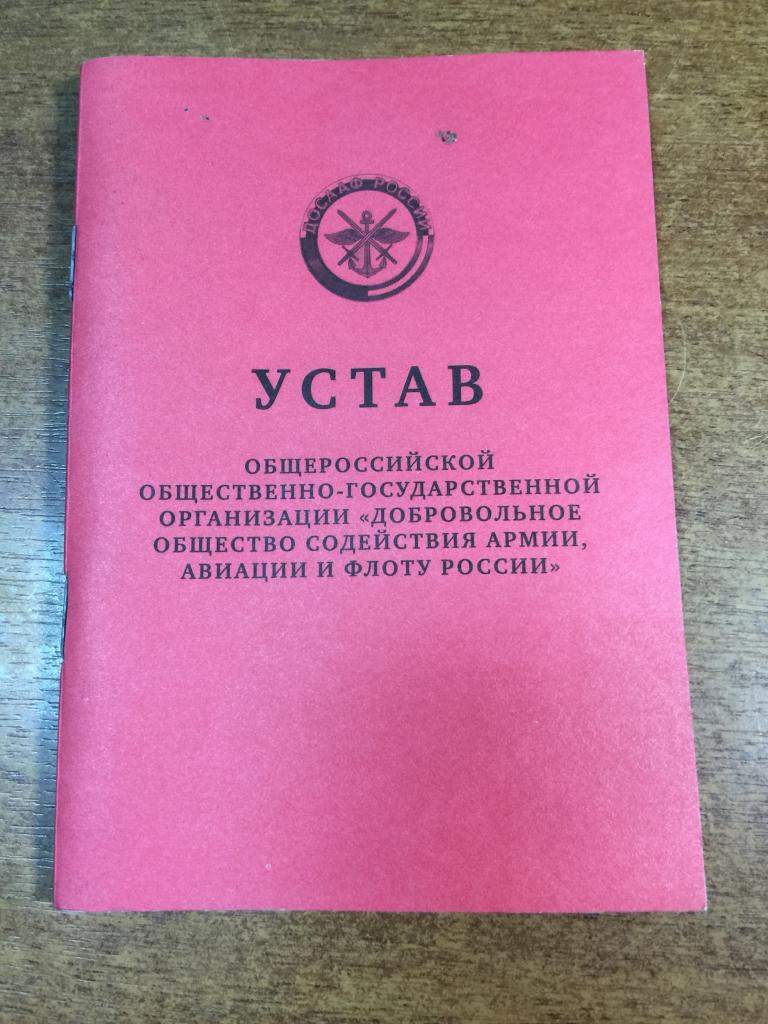 ДОСААФ РОССИИ
УСТАВ
ОБЩЕРОССИЙСКОЙ
ОБЩЕСТВЕННО-ГОСУДАРСТВЕННОЙ
ОРГАНИЗАЦИИ «ДОБРОВОЛЬНОЕ
ОБЩЕСТВО СОДЕЙСТВИЯ АРМИИ,
АВИАЦИИ И ФЛОТУ РОССИИ»